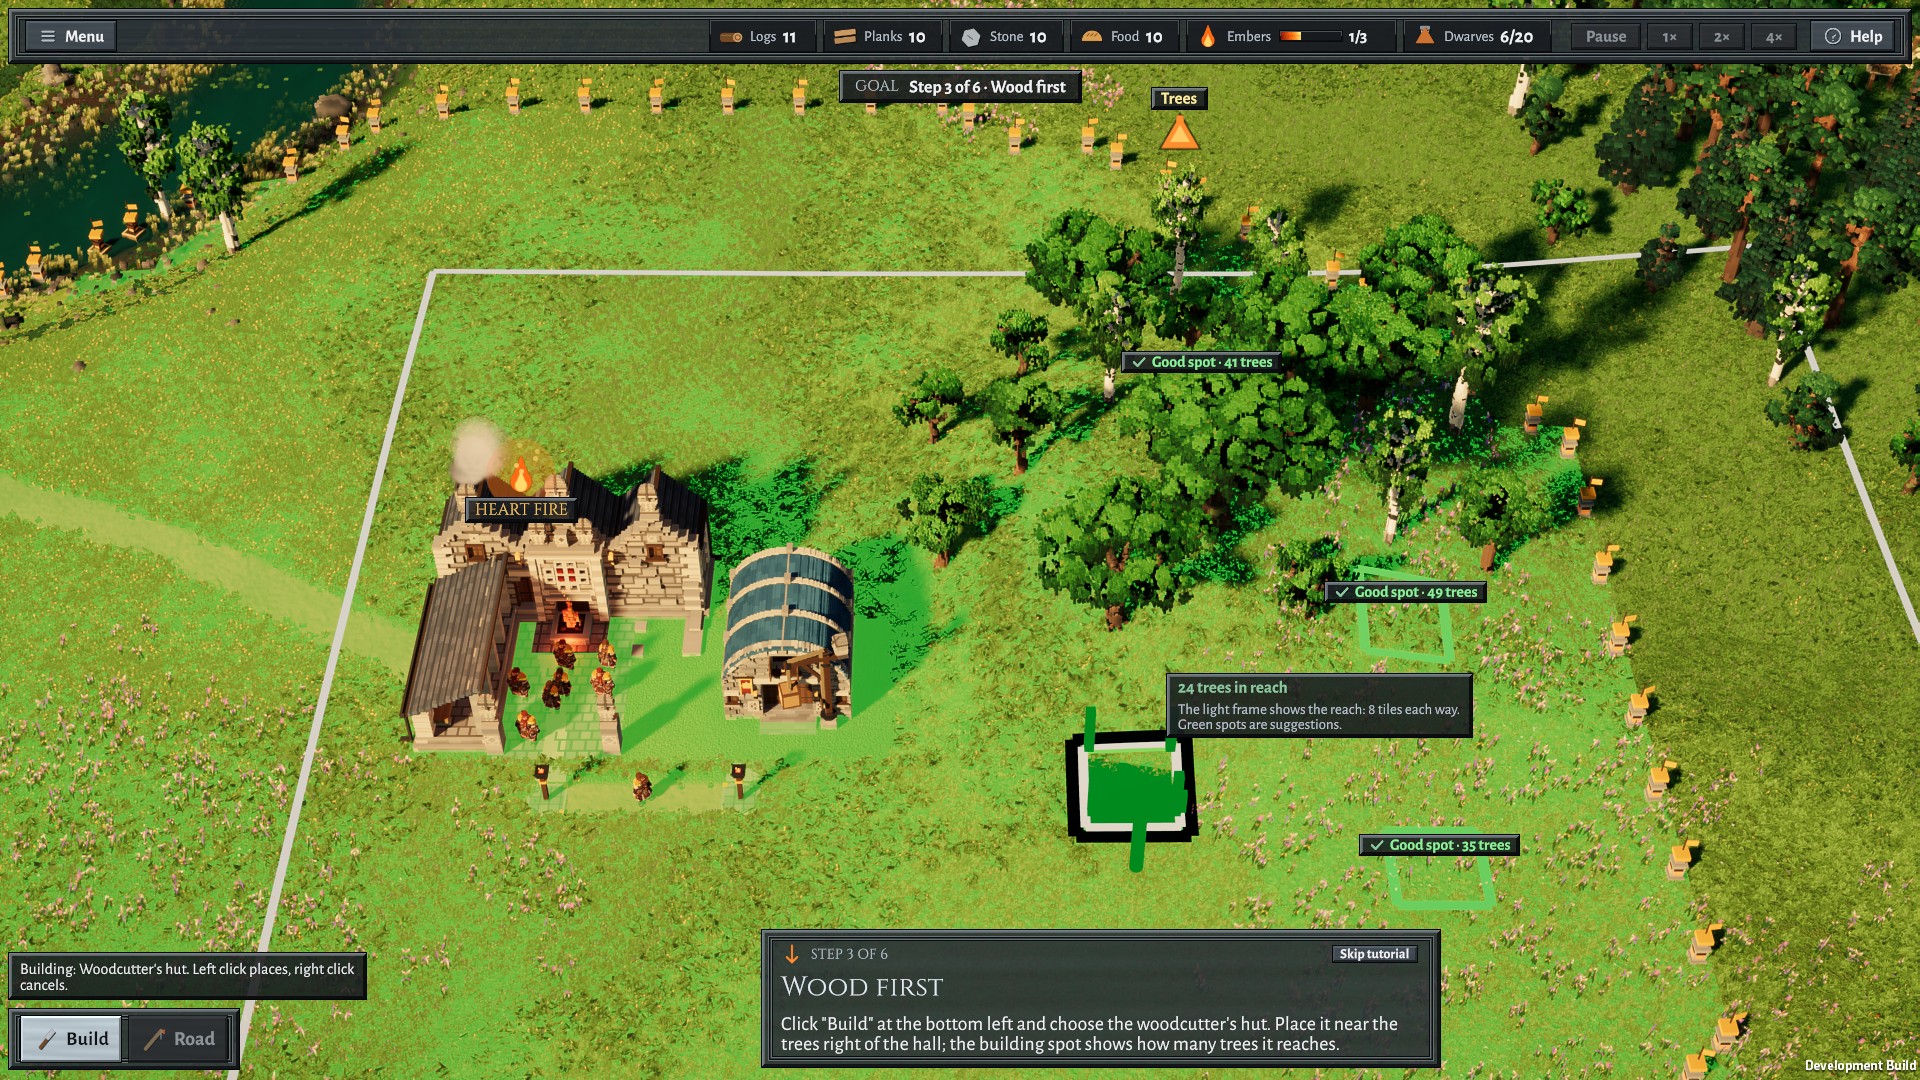 Menu
Logs 11
Planks 10
Stone 10
Food 10
Embers 1/3
Dwarves 6/20
Pause
1×
2×
4×
Help
GOAL Step 3 of 6 · Wood first
Trees
✓ Good spot · 41 trees
HEART FIRE
✓ Good spot · 49 trees
24 trees in reach
The light frame shows the reach: 8 tiles each way.
Green spots are suggestions.
✓ Good spot · 35 trees
STEP 3 OF 6
Skip tutorial
WOOD FIRST
Click "Build" at the bottom left and choose the woodcutter's hut. Place it near the
trees right of the hall; the building spot shows how many trees it reaches.
Building: Woodcutter's hut. Left click places, right click
cancels.
Build
Road
Development Build